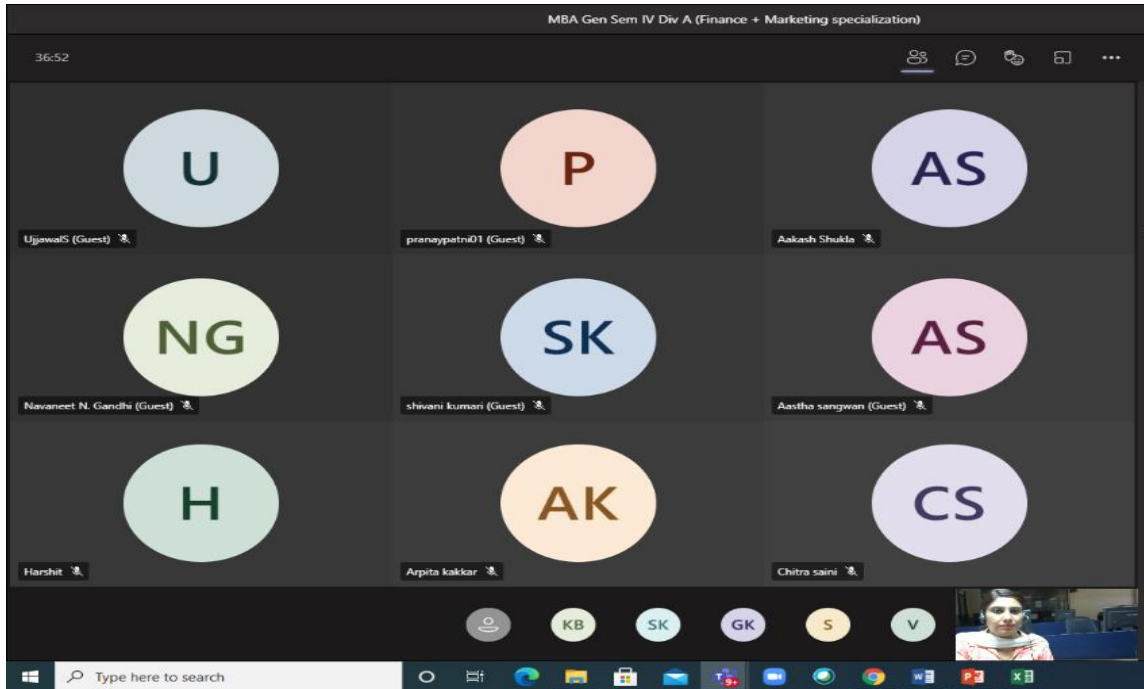 MBA Gen Sem IV Div A (Finance + Marketing specialization)
36:52
U
P
AS
UjjawalS (Guest)
pranaypatni01 (Guest)
Aakash Shukla
NG
SK
AS
Navaneet N. Gandhi (Guest)
shivani kumari (Guest)
Aastha sangwan (Guest)
H
AK
CS
Harshit
Arpita kakkar
Chitra saini
KB
SK
GK
S
V
Type here to search
T
9+
W
P
X